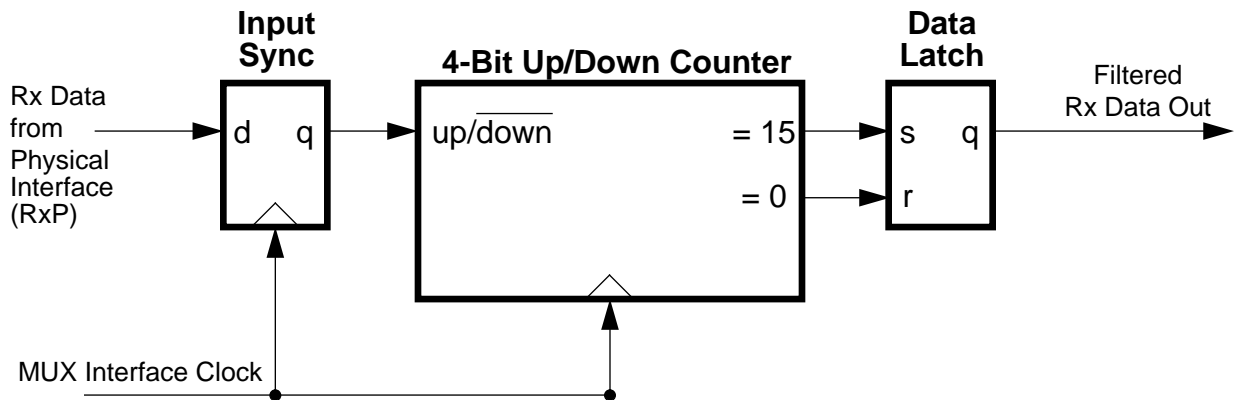 Input
Sync
4-Bit Up/Down Counter
Data
Latch
Rx Data
from
Physical
Interface
(RxP)
d q
up/down
= 15
= 0
s q
r
Filtered
Rx Data Out
MUX Interface Clock